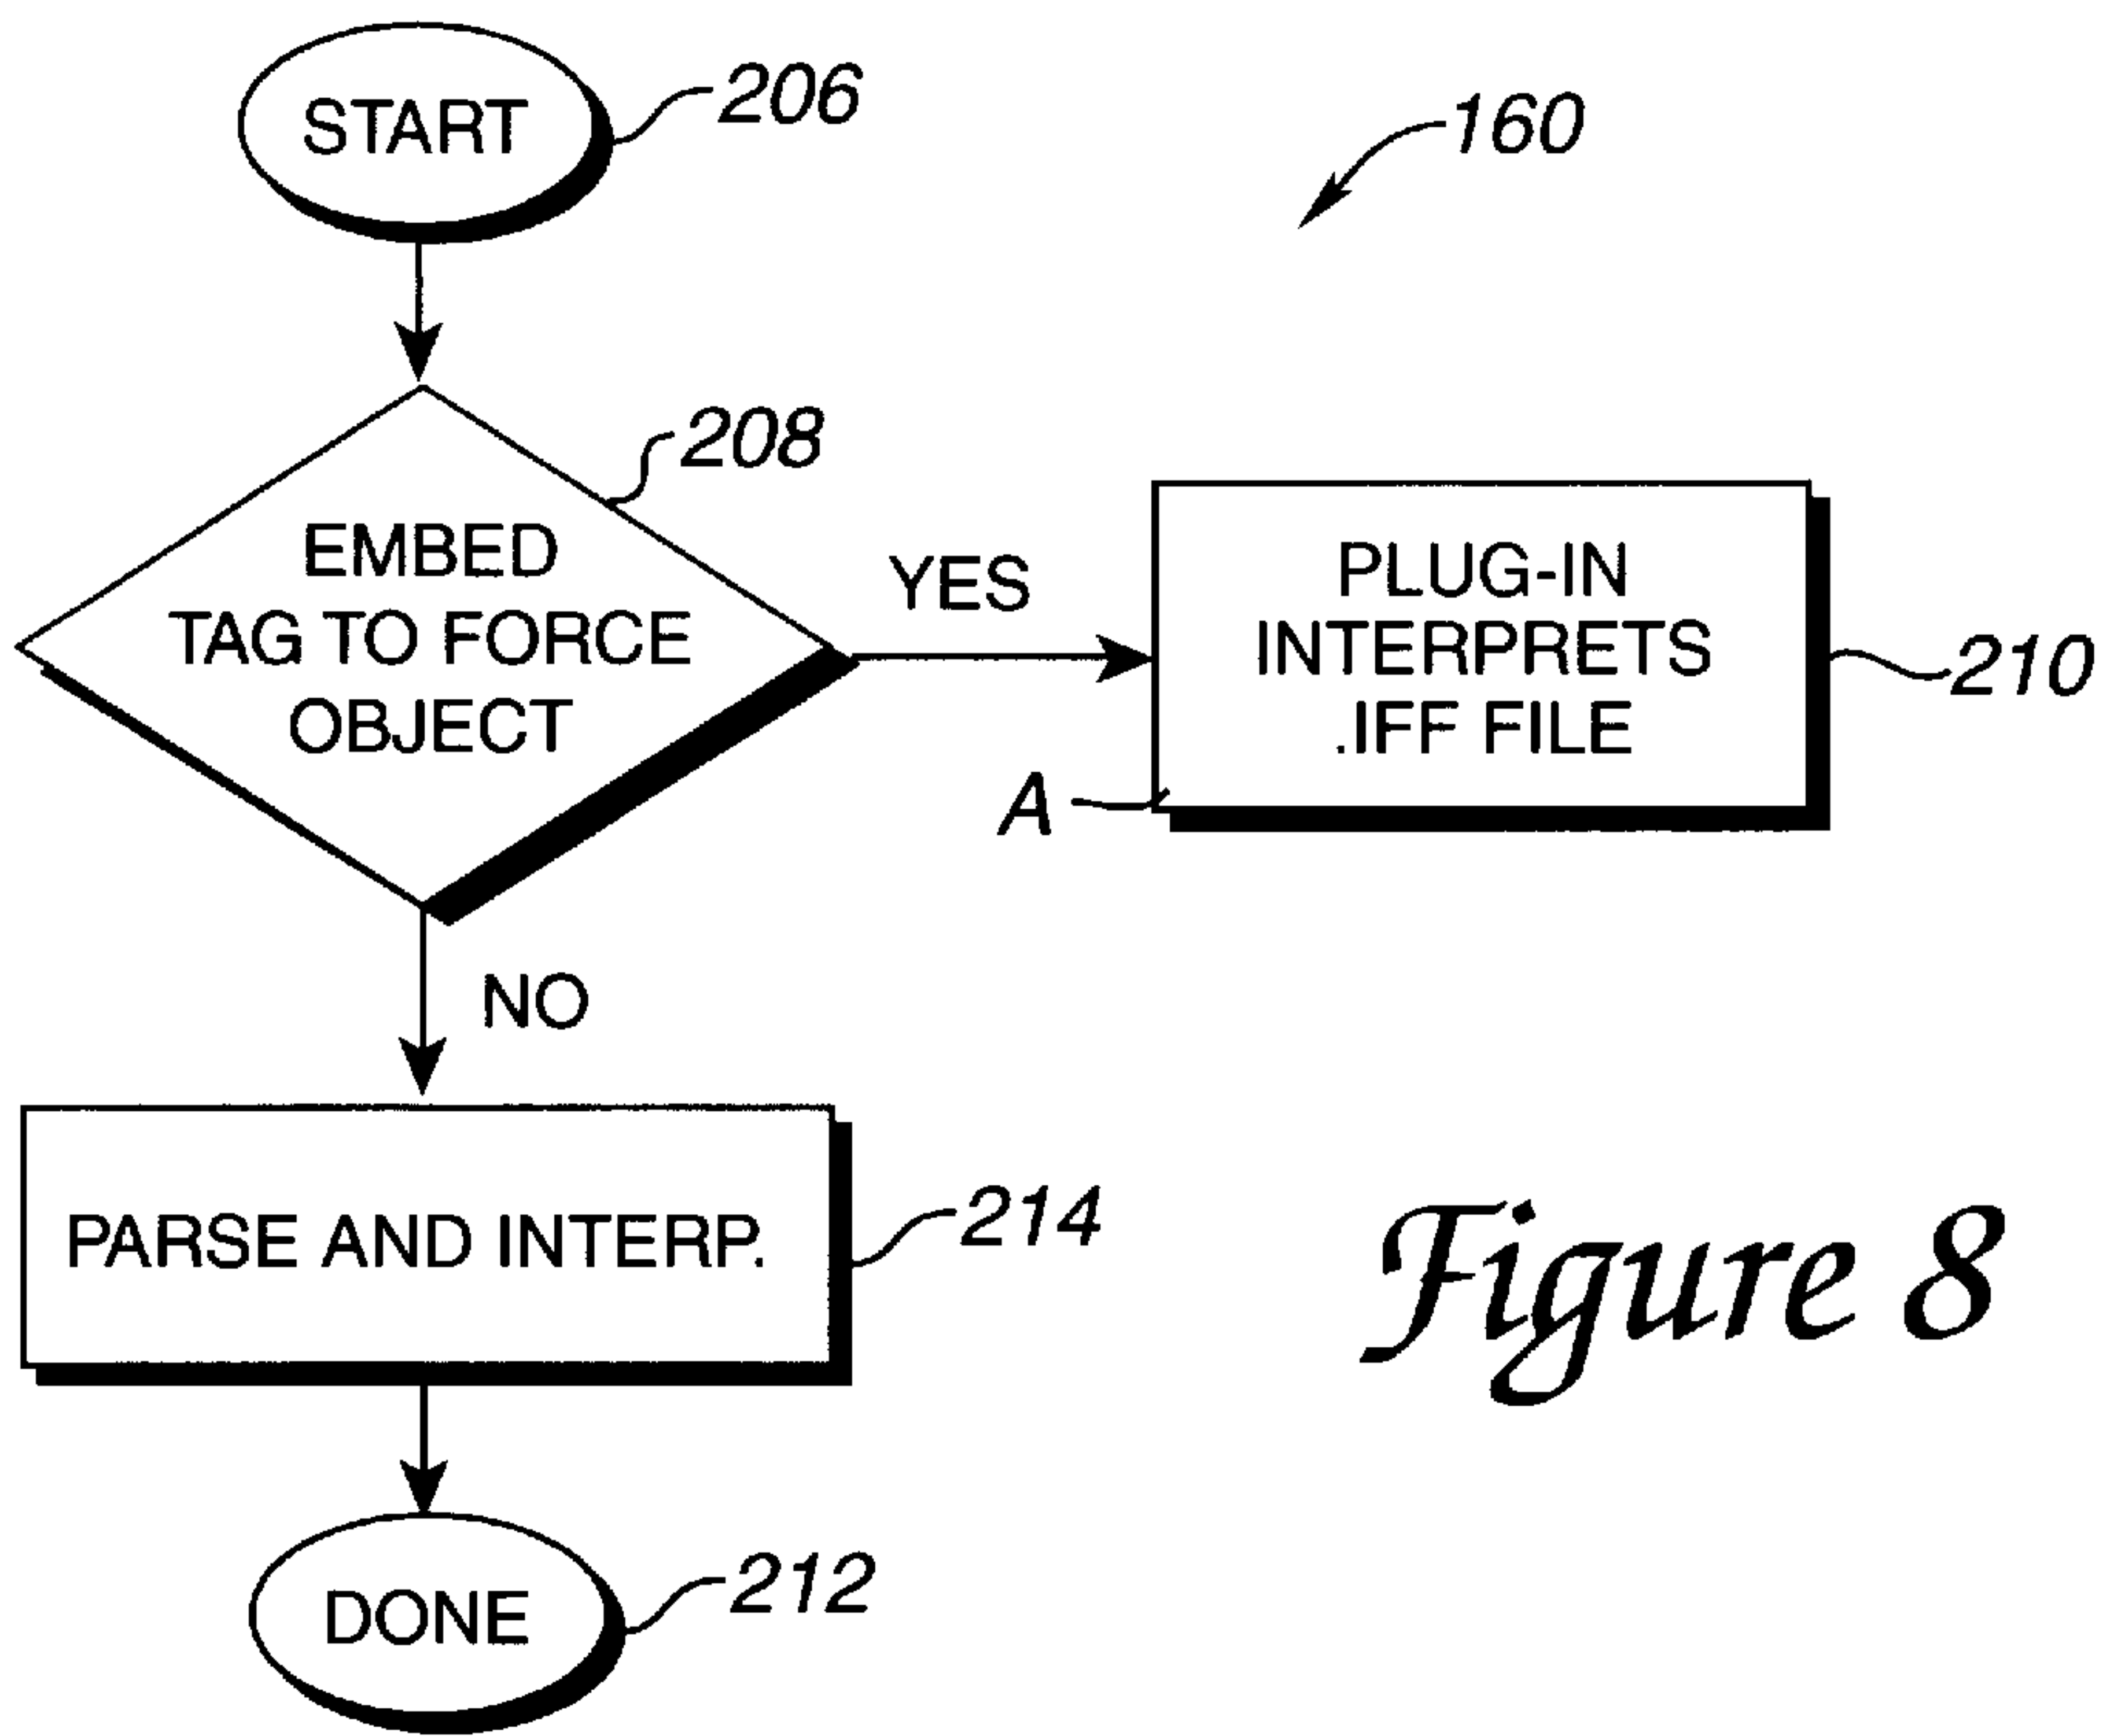 START
206
160
EMBED
TAG TO FORCE
OBJECT
208
YES
PLUG-IN
INTERPRETS
.IFF FILE
210
A
NO
PARSE AND INTERP.
214
Figure 8
DONE
212